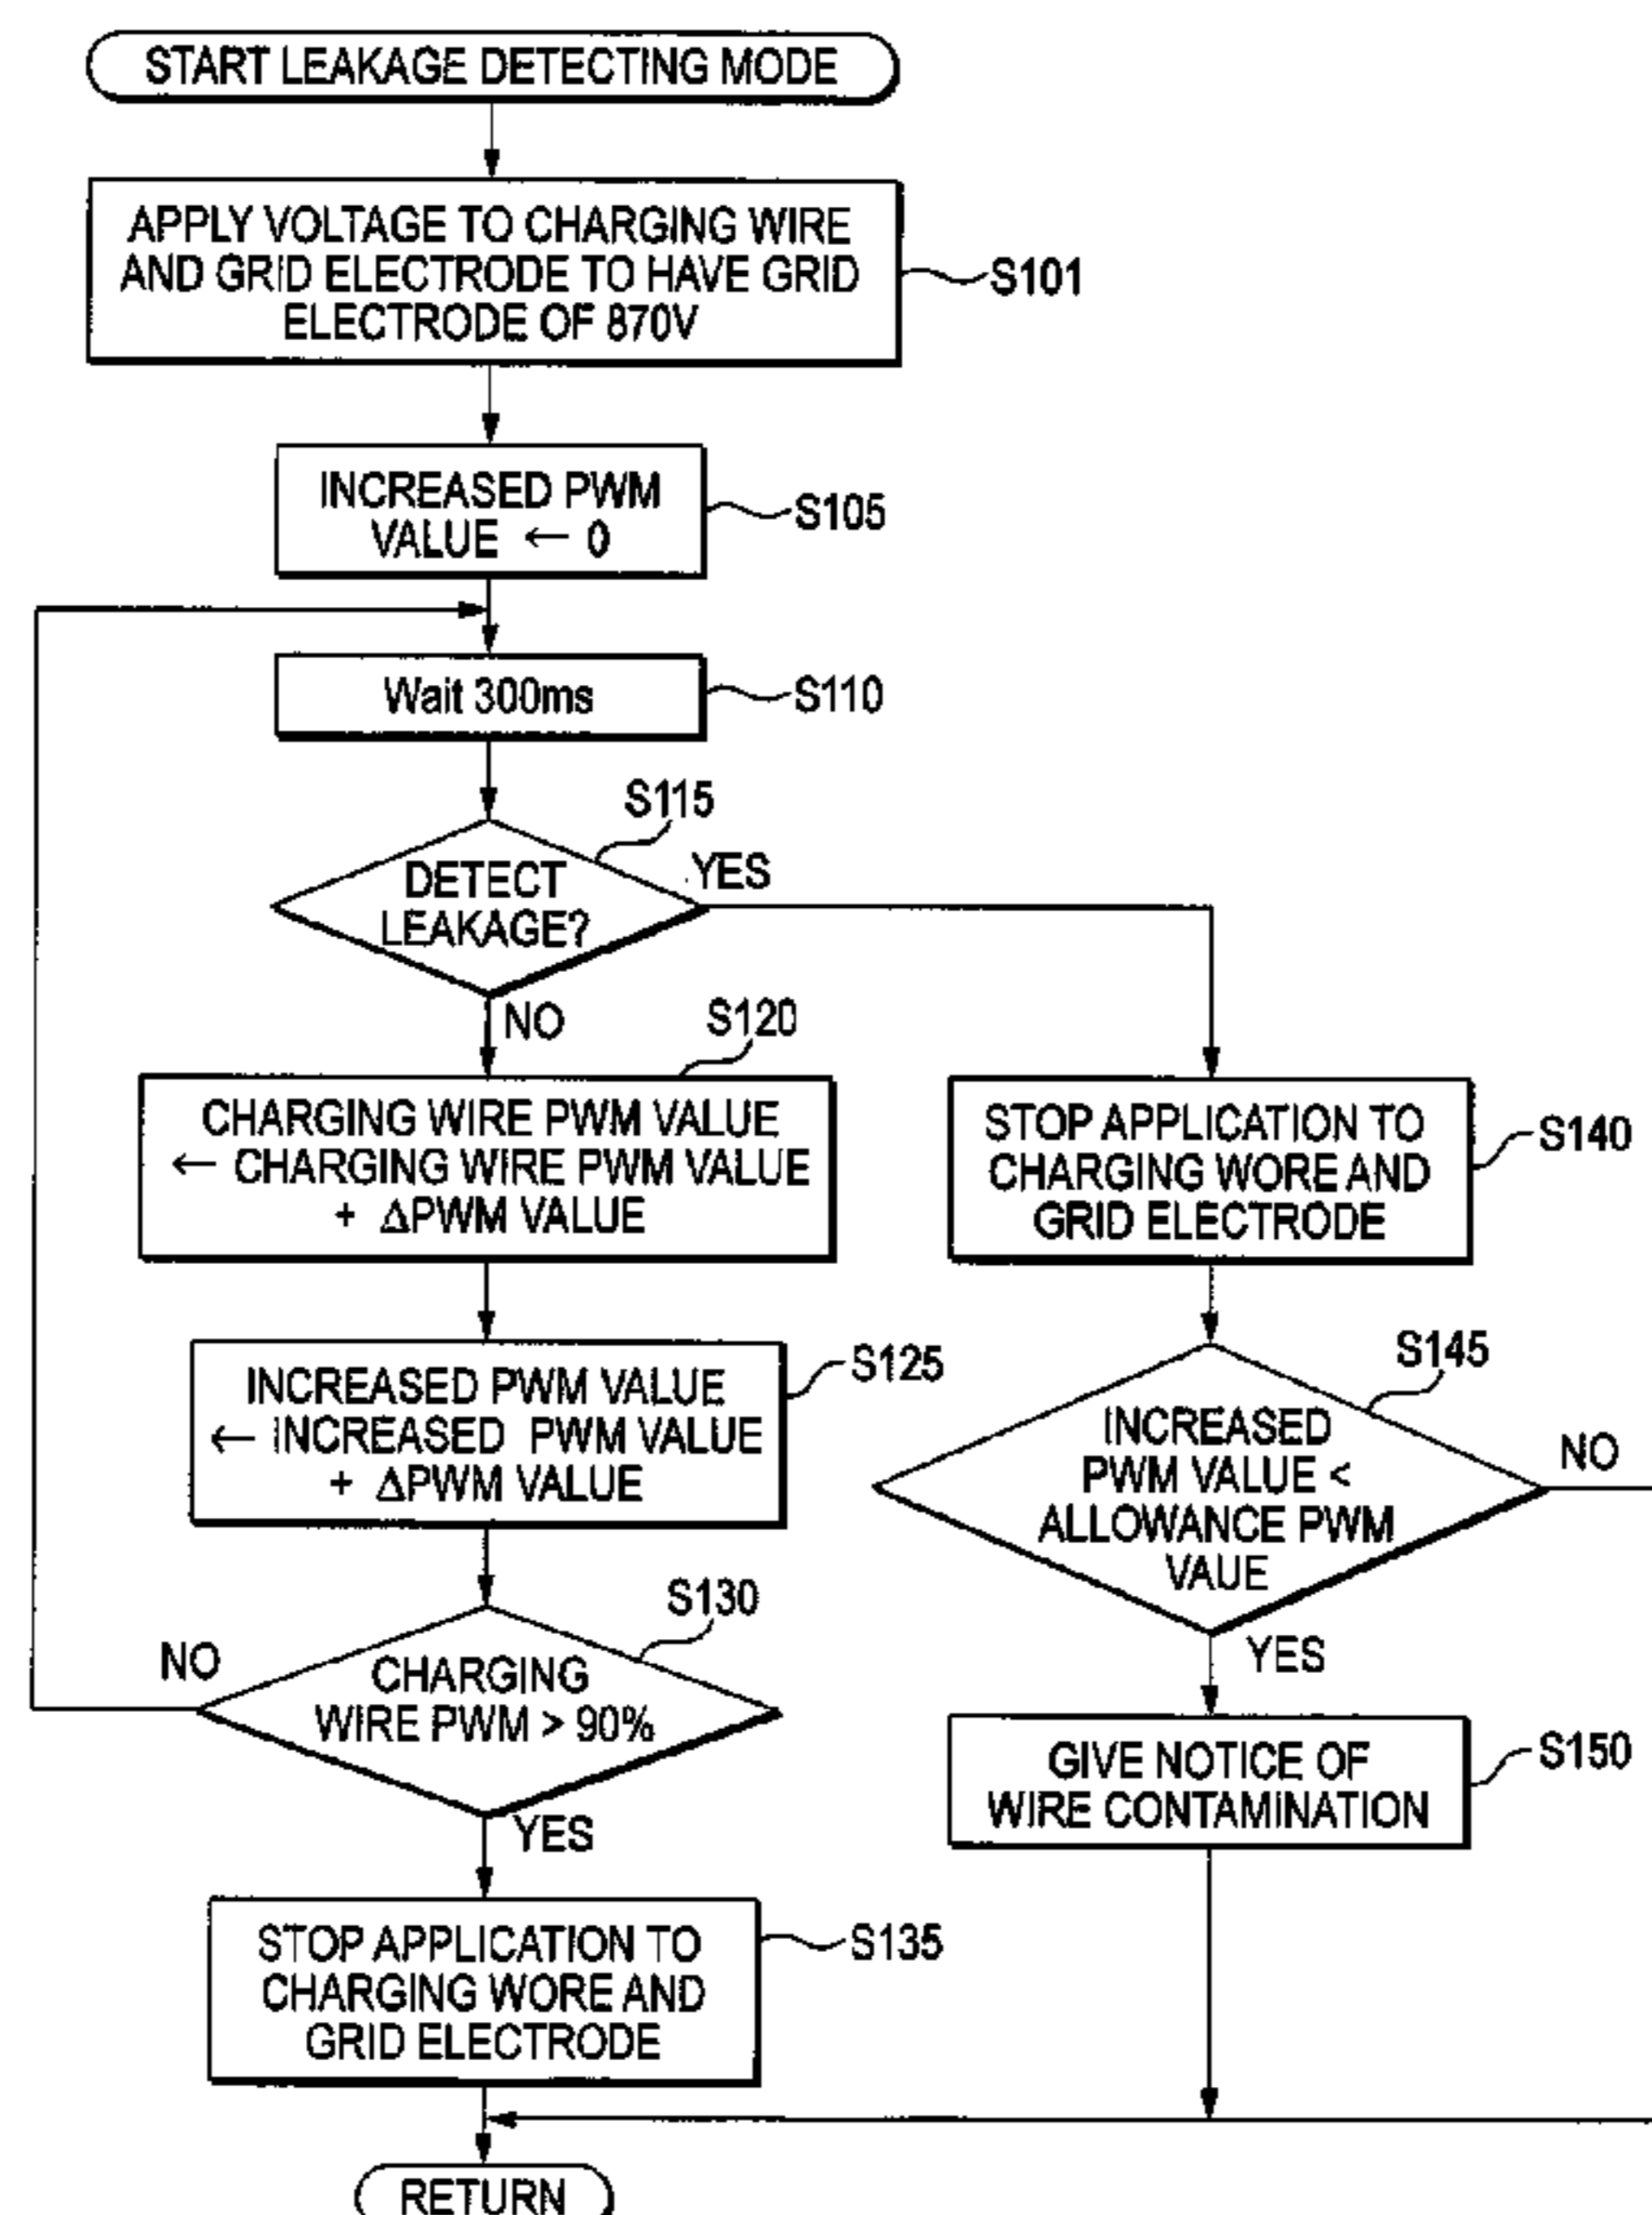 START LEAKAGE DETECTING MODE
APPLY VOLTAGE TO CHARGING WIRE
AND GRID ELECTRODE TO HAVE GRID
ELECTRODE OF 870V
S101
INCREASED PWM
VALUE ← 0
S105
Wait 300ms
S110
S115
DETECT
LEAKAGE?
YES
NO
S120
CHARGING WIRE PWM VALUE
← CHARGING WIRE PWM VALUE
+ ΔPWM VALUE
STOP APPLICATION TO
CHARGING WORE AND
GRID ELECTRODE
S140
INCREASED PWM VALUE
← INCREASED PWM VALUE
+ ΔPWM VALUE
S125
S145
INCREASED
PWM VALUE <
ALLOWANCE PWM
VAUE
NO
YES
S130
CHARGING
WIRE PWM > 90%
NO
YES
GIVE NOTICE OF
WIRE CONTAMINATION
S150
STOP APPLICATION TO
CHARGING WORE AND
GRID ELECTRODE
S135
RETURN